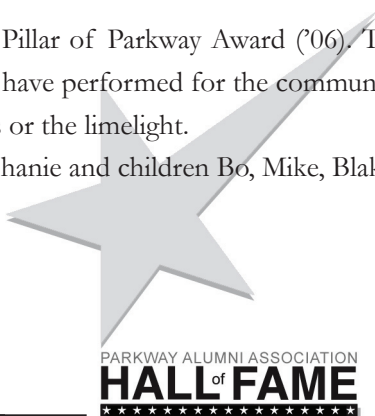 Pillar of Parkway Award (’06). T
have performed for the commun
or the limelight.
hanie and children Bo, Mike, Blak
PARKWAY ALUMNI ASSOCIATION
HALL of FAME